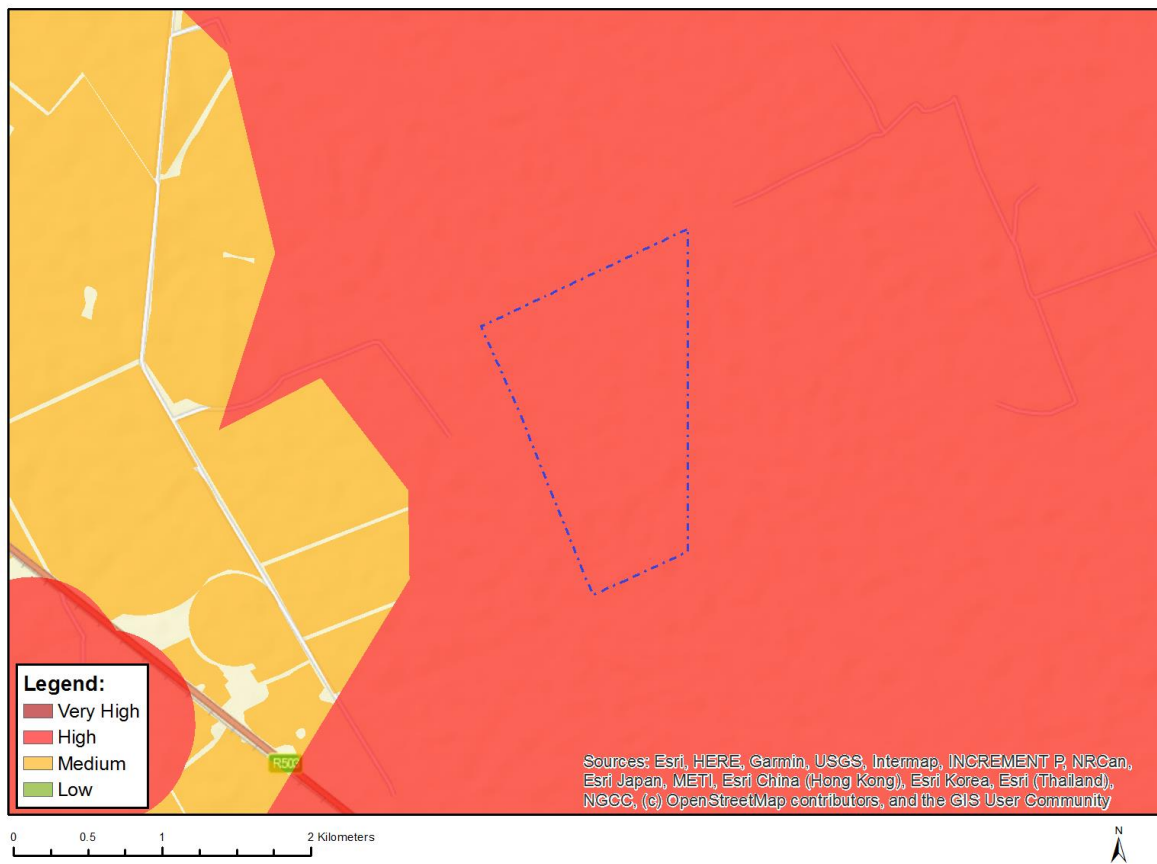 Legend:
Very High
High
Medium
Low
R503
Sources: Esri, HERE, Garmin, USGS, Intermap, INCREMENT P, NRCan,
Esri Japan, METI, Esri China (Hong Kong), Esri Korea, Esri (Thailand),
NGCC, (c) OpenStreetMap contributors, and the GIS User Community
0 0.5 1 2 Kilometers
N